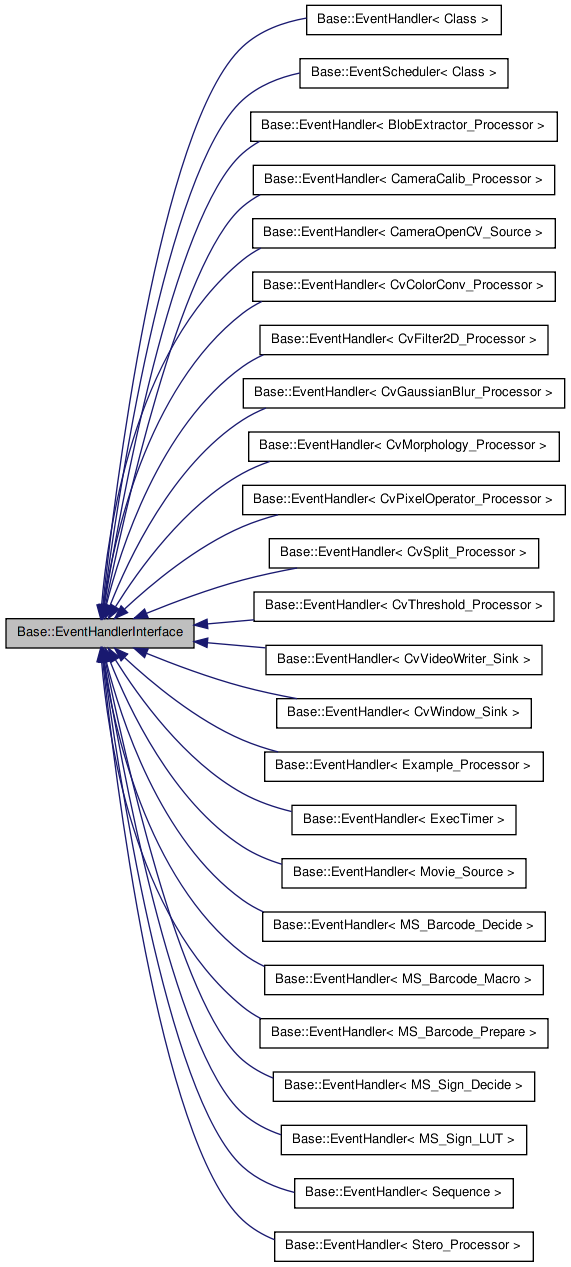 Base::EventHandler< Class >
Base::EventScheduler< Class >
Base::EventHandler< BlobExtractor_Processor >
Base::EventHandler< CameraCalib_Processor >
Base::EventHandler< CameraOpenCV_Source >
Base::EventHandler< CvColorConv_Processor >
Base::EventHandler< CvFilter2D_Processor >
Base::EventHandler< CvGaussianBlur_Processor >
Base::EventHandler< CvMorphology_Processor >
Base::EventHandler< CvPixelOperator_Processor >
Base::EventHandler< CvSplit_Processor >
Base::EventHandler< CvThreshold_Processor >
Base::EventHandlerInterface
Base::EventHandler< CvVideoWriter_Sink >
Base::EventHandler< CvWindow_Sink >
Base::EventHandler< Example_Processor >
Base::EventHandler< ExecTimer >
Base::EventHandler< Movie_Source >
Base::EventHandler< MS_Barcode_Decide >
Base::EventHandler< MS_Barcode_Macro >
Base::EventHandler< MS_Barcode_Prepare >
Base::EventHandler< MS_Sign_Decide >
Base::EventHandler< MS_Sign_LUT >
Base::EventHandler< Sequence >
Base::EventHandler< Stero_Processor >